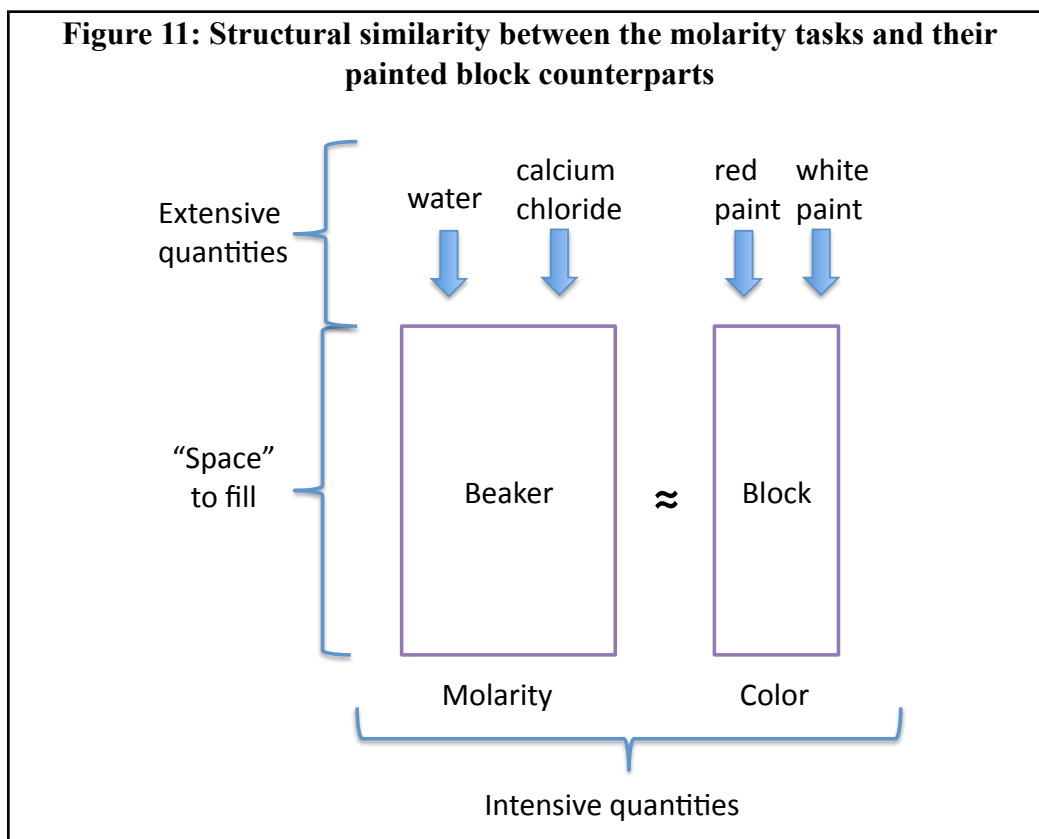 Figure 11: Structural similarity between the molarity tasks and their
painted block counterparts
Extensive
quantities
water
calcium
chloride
red
paint
white
paint
“Space”
to fill
Beaker
≈
Block
Molarity
Color
Intensive quantities